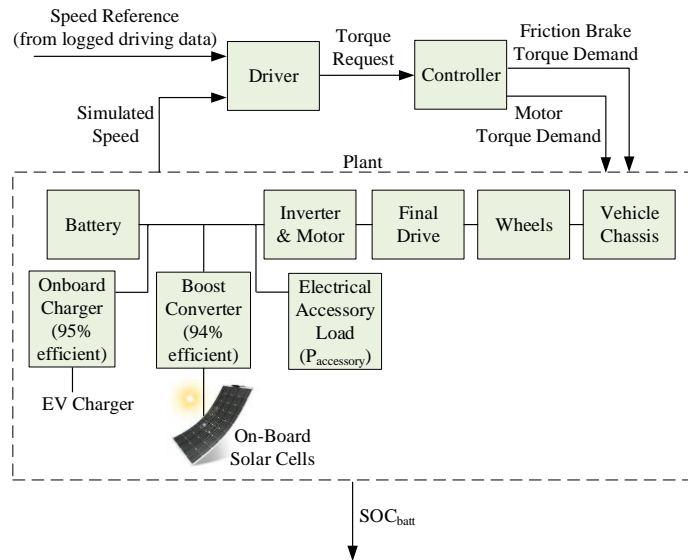 Speed Reference
(from logged driving data)
Driver
Torque
Request
Controller
Friction Brake
Torque Demand
Simulated
Speed
Motor
Torque Demand
Plant
Battery
Inverter
& Motor
Final
Drive
Wheels
Vehicle
Chassis
Onboard
Charger
(95%
efficient)
Boost
Converter
(94%
efficient)
Electrical
Accessory
Load
(Paccessory)
EV Charger
On-Board
Solar Cells
SOCbatt